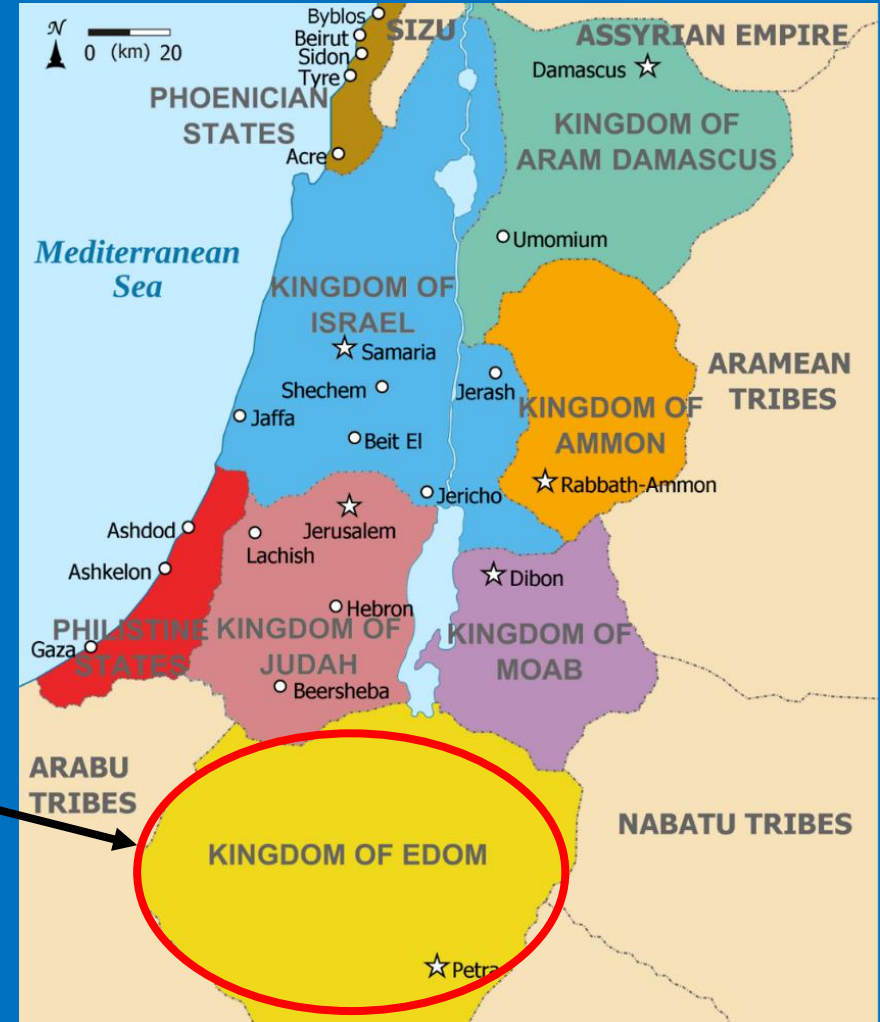 Byblos
SIZU
N
Beirut
ASSYRIAN EMPIRE
0 (km) 20
Sidon
Damascus
Tyre
PHOENICIAN
STATES
KINGDOM OF
ARAM DAMASCUS
Acre
Umomium
Mediterranean
Sea
KINGDOM OF
ISRAEL
Samaria
ARAMEAN
TRIBES
Shechem
Jerash
KINGDOM OF
AMMON
Jaffa
Beit El
Rabbath-Ammon
Jericho
Ashdod
Jerusalem
Lachish
Ashkelon
Dibon
Hebron
PHILISTINE
STATES
KINGDOM OF
JUDAH
KINGDOM OF
MOAB
Gaza
Beersheba
ARABU
TRIBES
NABATU TRIBES
KINGDOM OF EDOM
Petra